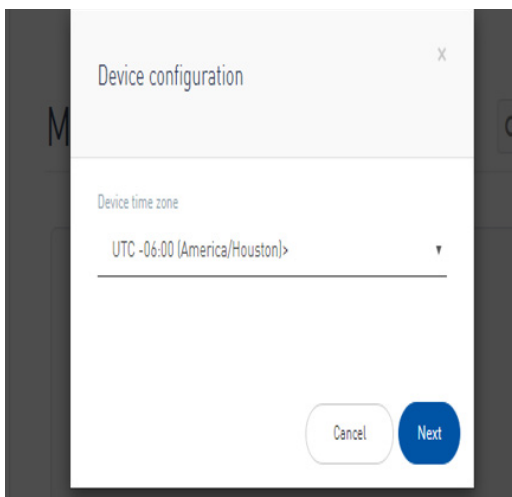 Device configuration
x
M
Device time zone
UTC -06:00 (America/Houston)>
Cancel
Next